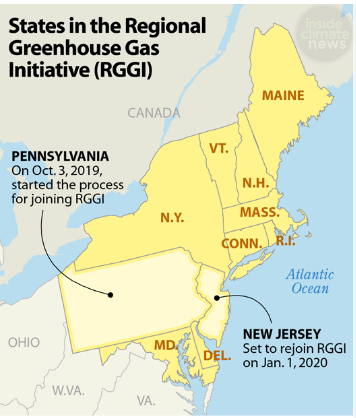 States in the Regional
Greenhouse Gas
Initiative (RGGI)
inside
climate
news
CANADA
MAINE
PENNSYLVANIA
On Oct. 3, 2019,
started the process
for joining RGGI
VT.
N.H.
N.Y.
MASS.
CONN.
R.I.
Atlantic
Ocean
NEW JERSEY
Set to rejoin RGGI
on Jan. 1, 2020
OHIO
MD.
DEL.
W.VA.
VA.